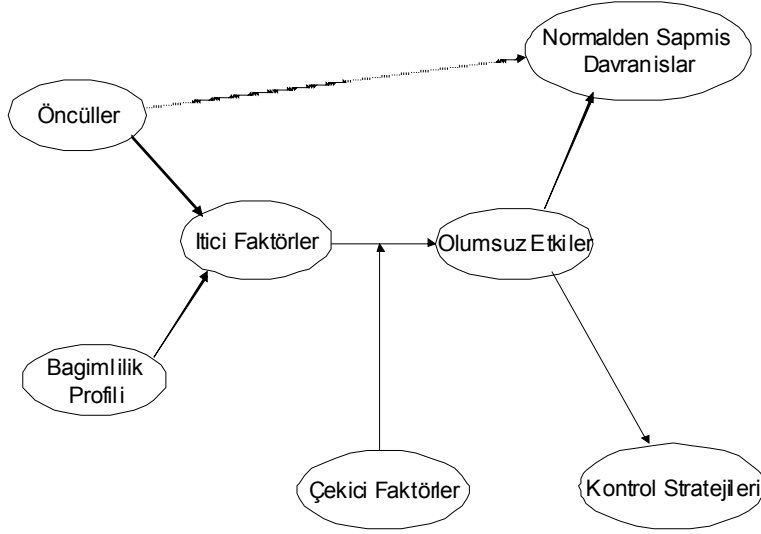 Normalden Sapmis
Davranislar
Öncüller
Itici Faktörler
Olumsuz Etkiler
Bagimlilik
Profili
Çekici Faktörler
Kontrol Stratejileri